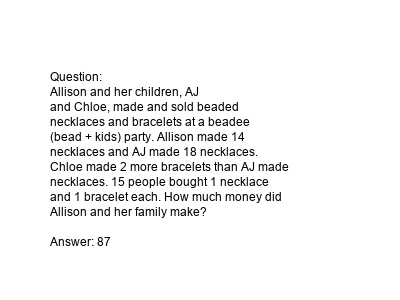 Question:
Allison and her children, AJ
and Chloe, made and sold beaded
necklaces and bracelets at a beadee
(bead + kids) party. Allison made 14
necklaces and AJ made 18 necklaces.
Chloe made 2 more bracelets than AJ made
necklaces. 15 people bought 1 necklace
and 1 bracelet each. How much money did
Allison and her family make?

Answer: 87